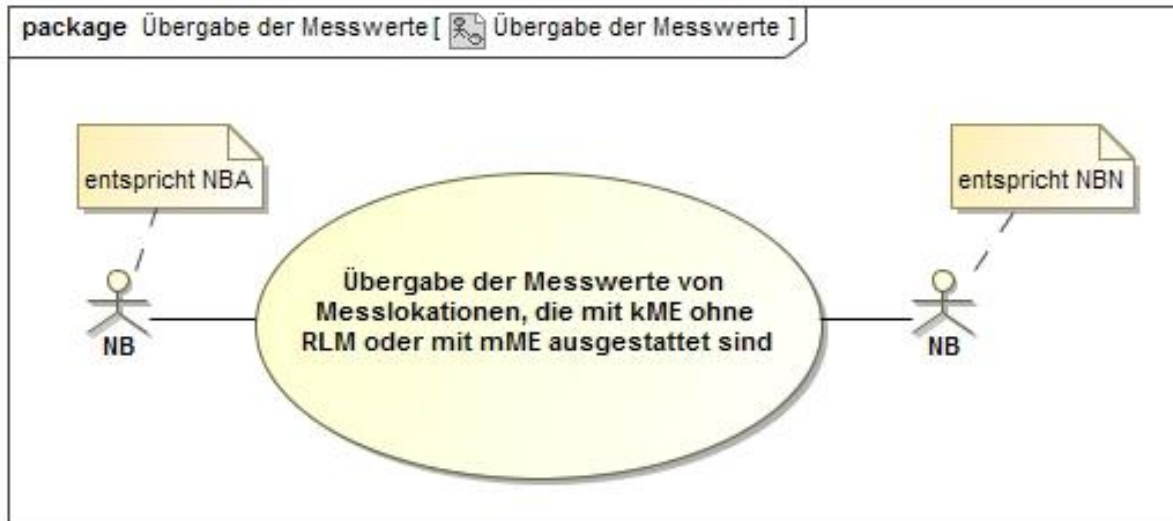 package Übergabe der Messwerte [ Übergabe der Messwerte ]
entspricht NBA
entspricht NBN
Übergabe der Messwerte von
Messlokationen, die mit kME ohne
RLM oder mit mME ausgestattet sind
NB
NB